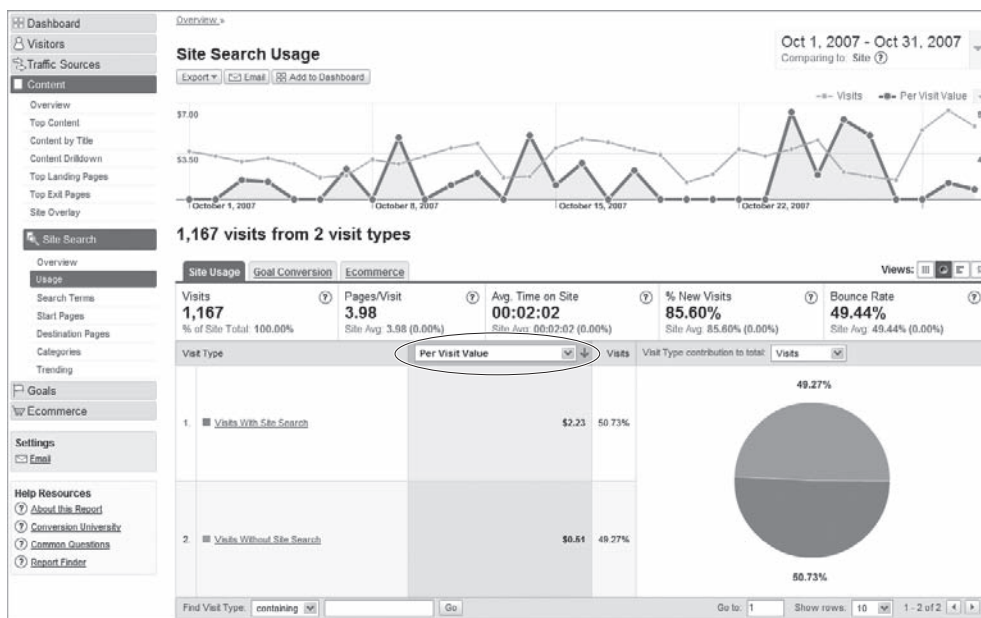 Dashboard
Visitors
Traffic Sources
Content
Overview
Top Content
Content by Title
Content Drilldown
Top Landing Pages
Top Exit Pages
Site Overlay
Site Search
Overview
Usage
Search Terms
Start Pages
Destination Pages
Categories
Trending
Goals
Ecommerce
Settings
Email
Help Resources
? About this Report
? Conversion University
? Common Questions
? Report Finder
Overview »
Site Search Usage
Export Email Add to Dashboard
Oct 1, 2007 - Oct 31, 2007
Comparing to: Site ?
Visits Per Visit Value
$7.00
$3.50
4
October 1, 2007 October 8, 2007 October 15, 2007 October 22, 2007
1,167 visits from 2 visit types
Site Usage Goal Conversion Ecommerce Views:
Visits ? Pages/Visit ? Avg. Time on Site ? % New Visits ? Bounce Rate ?
1,167 3.98 00:02:02 85.60% 49.44%
% of Site Total: 100.00% Site Avg: 3.98 (0.00%) Site Avg: 00:02:02 (0.00%) Site Avg: 85.60% (0.00%) Site Avg: 49.44% (0.00%)
Visit Type Per Visit Value Visits Visit Type contribution to total: Visits
49.27%
1. Visits With Site Search $2.23 50.73%
2. Visits Without Site Search $0.51 49.27%
50.73%
Find Visit Type: containing Go Go to: 1 Show rows: 10 1 - 2 of 2